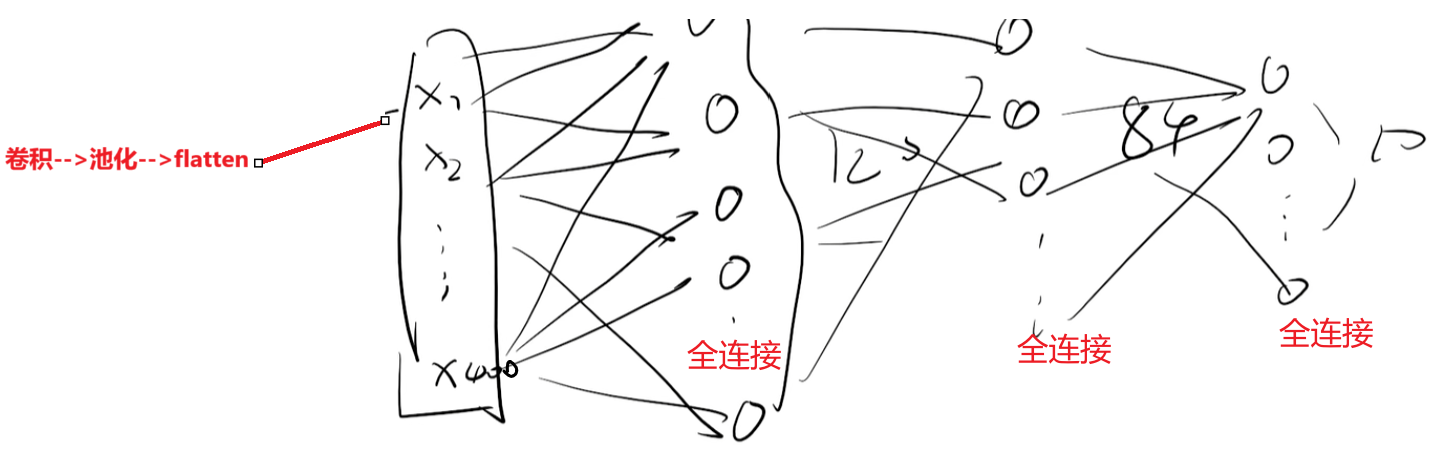 卷积-->池化-->flatten
x₁
x₂
x400
120
84
10
全连接
全连接
全连接